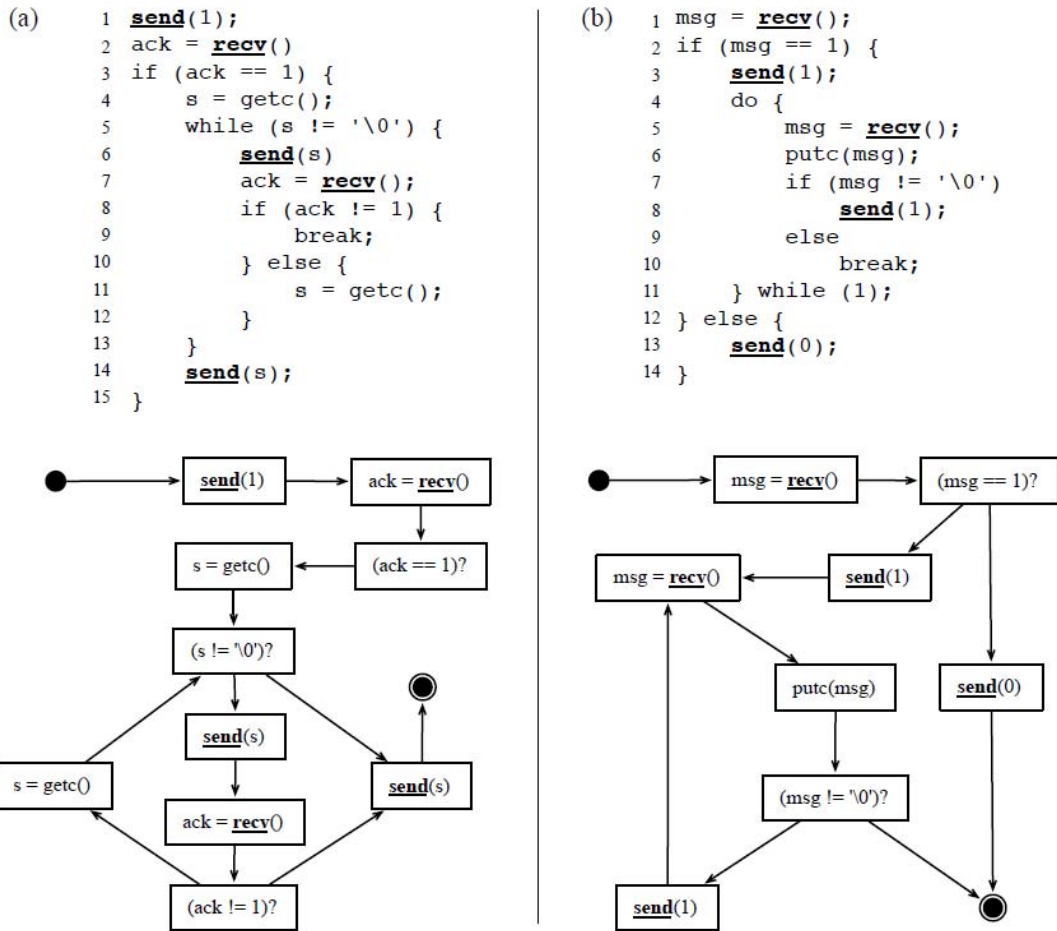 (a)
1 send(1);
2 ack = recv()
3 if (ack == 1) {
4     s = getc();
5     while (s != '\0') {
6         send(s)
7         ack = recv();
8         if (ack != 1) {
9             break;
10         } else {
11             s = getc();
12         }
13     }
14     send(s);
15 }
(b)
1 msg = recv();
2 if (msg == 1) {
3     send(1);
4     do {
5         msg = recv();
6         putc(msg);
7         if (msg != '\0')
8             send(1);
9         else
10             break;
11     } while (1);
12 } else {
13     send(0);
14 }
send(1)
ack = recv()
s = getc()
(ack == 1)?
(s != '\0')?
send(s)
s = getc()
send(s)
ack = recv()
(ack != 1)?
msg = recv()
(msg == 1)?
msg = recv()
send(1)
putc(msg)
send(0)
(msg != '\0')?
send(1)